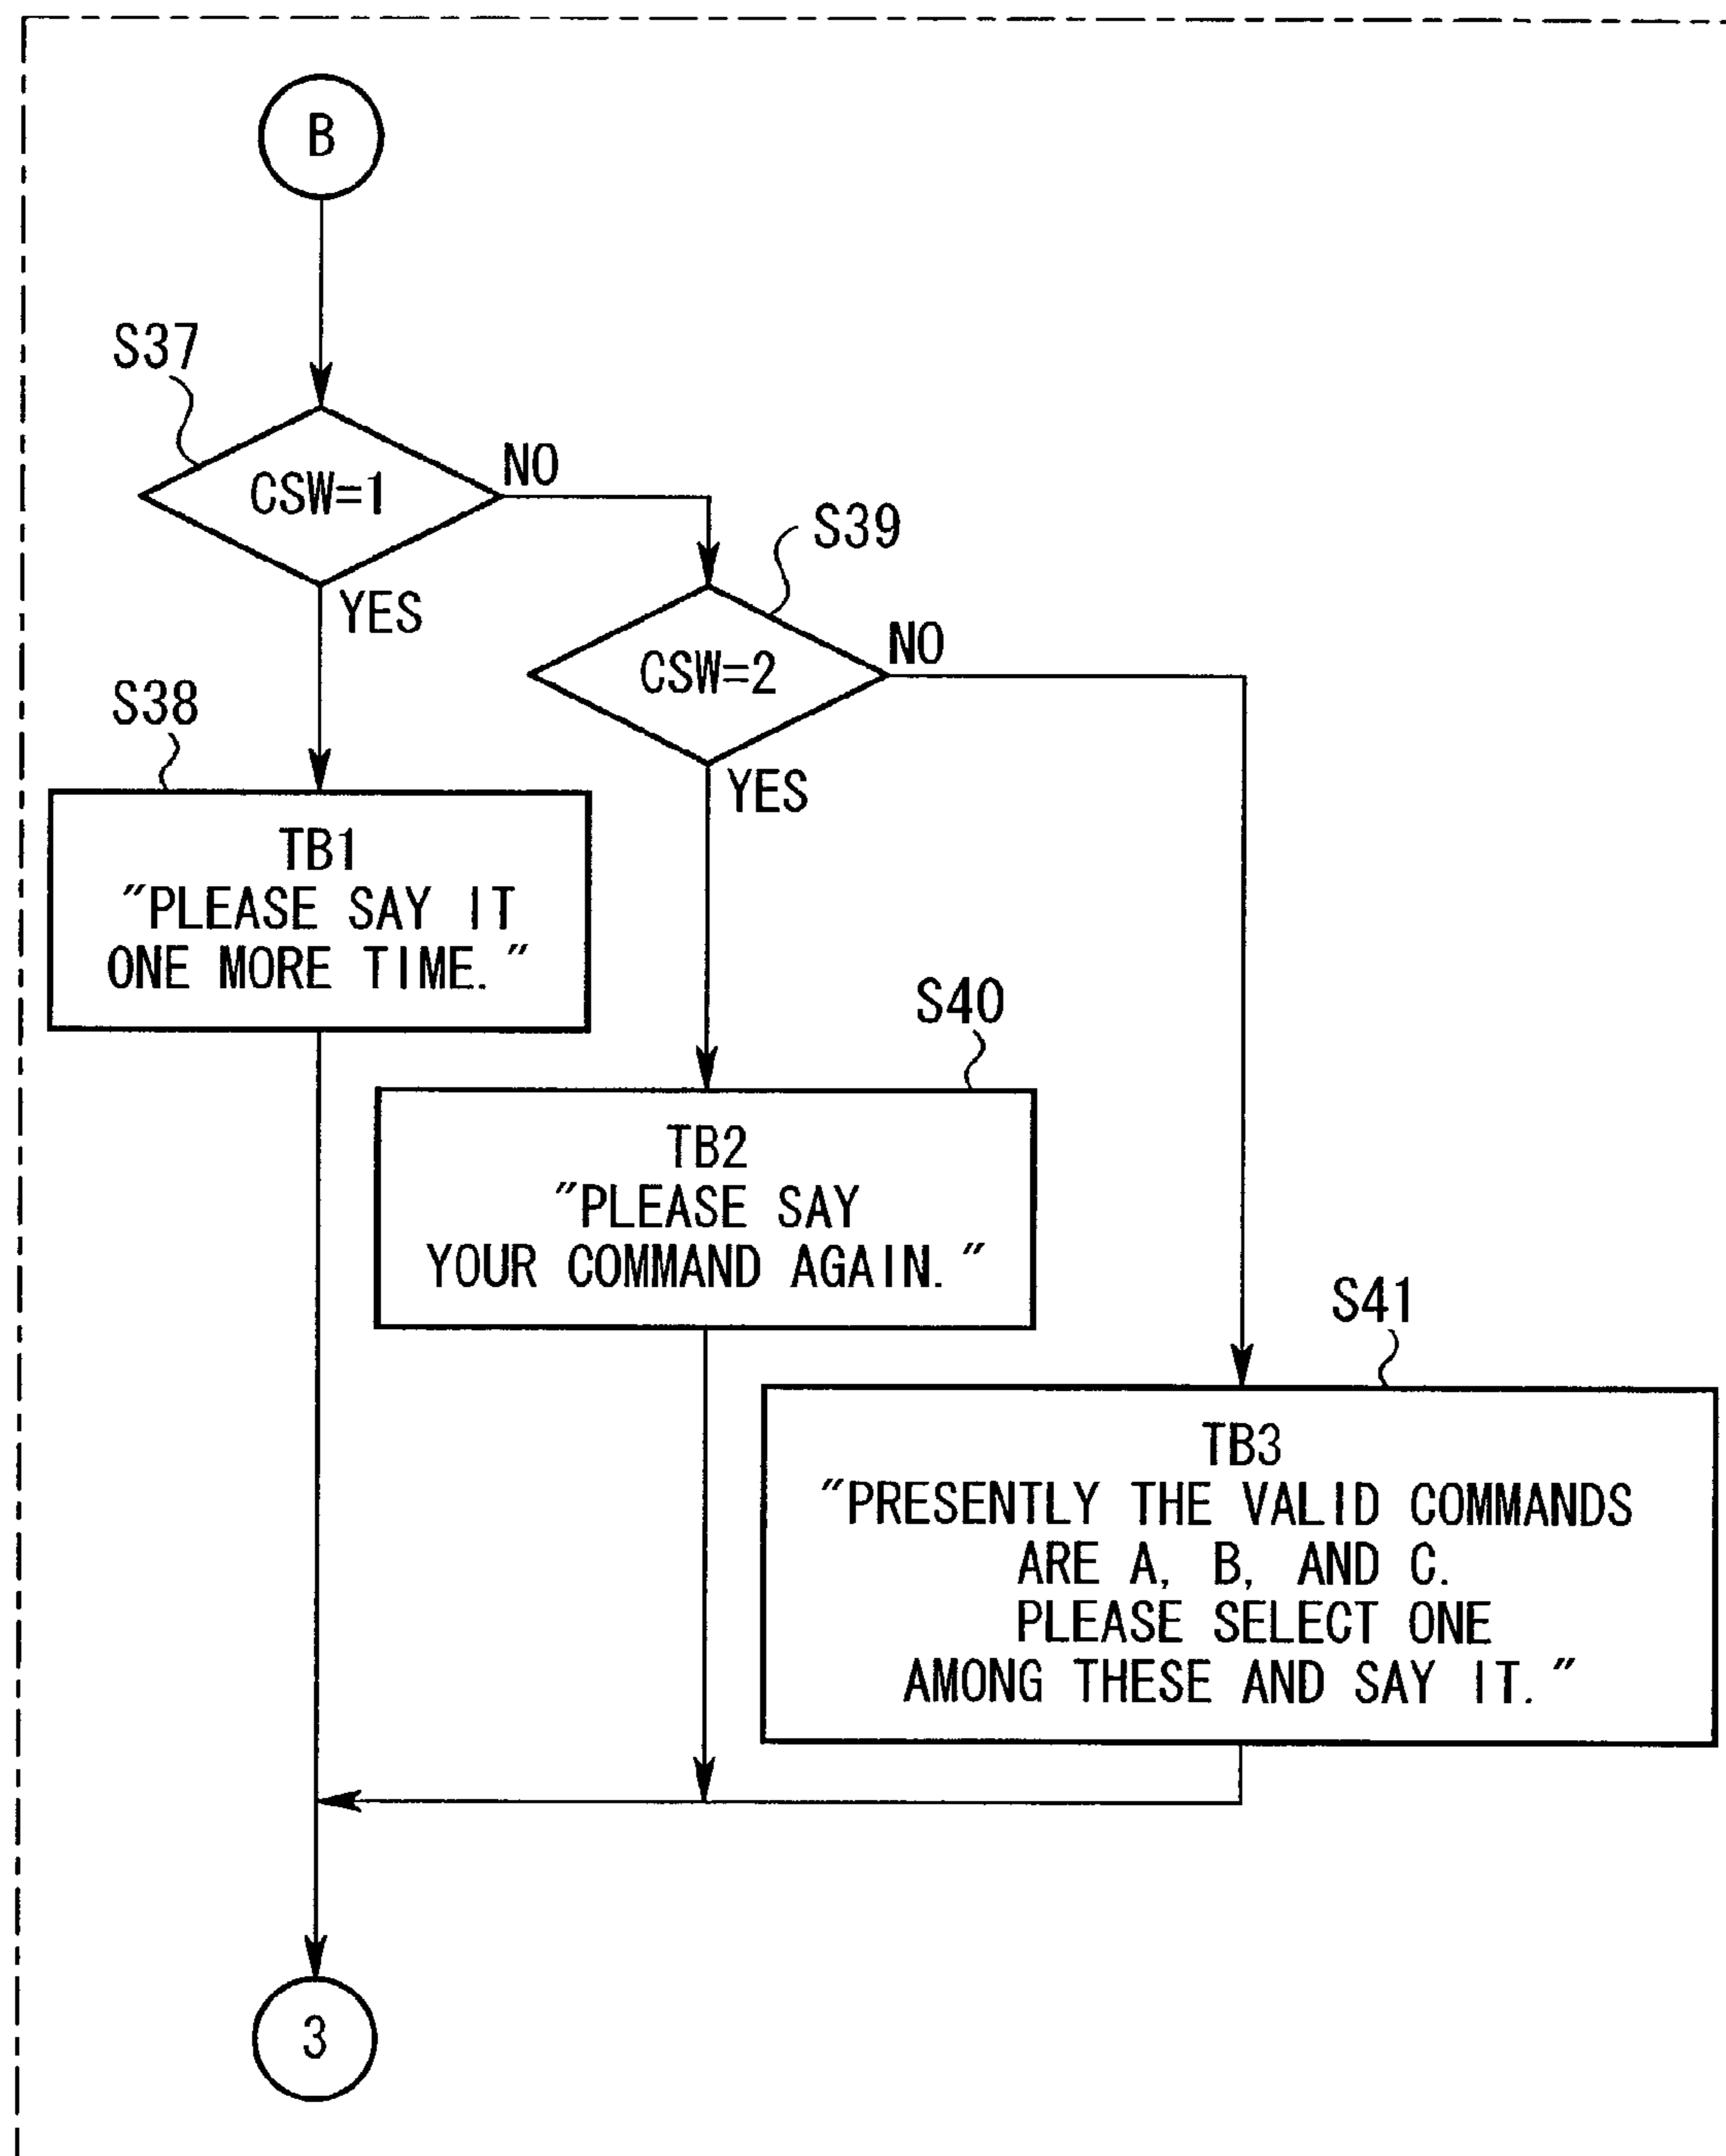 B
S37
CSW=1
NO
YES
S39
CSW=2
NO
YES
S38
TB1
"PLEASE SAY IT
ONE MORE TIME."
S40
TB2
"PLEASE SAY
YOUR COMMAND AGAIN."
S41
TB3
"PRESENTLY THE VALID COMMANDS
ARE A, B, AND C.
PLEASE SELECT ONE
AMONG THESE AND SAY IT."
3